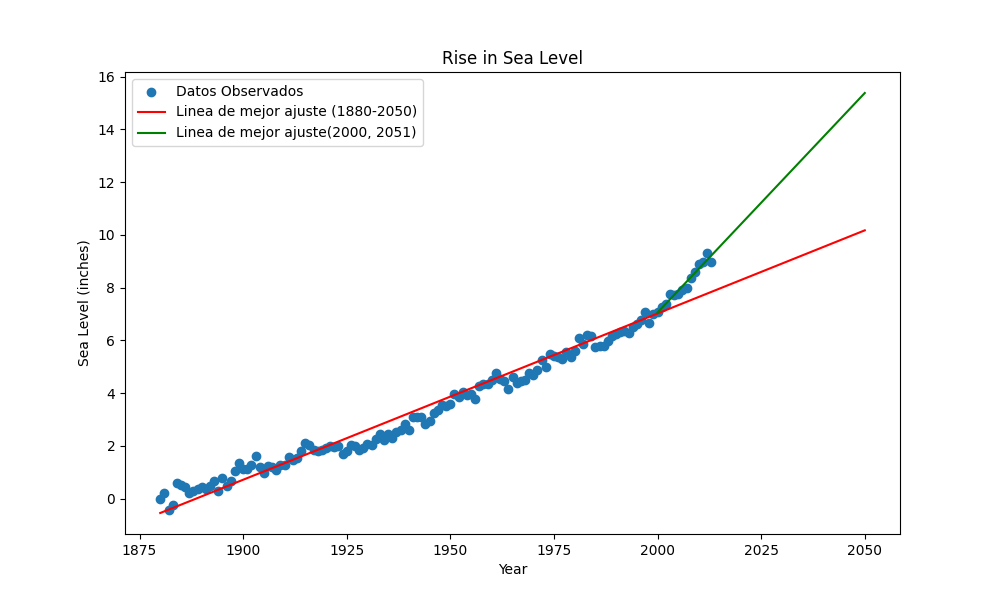 Rise in Sea Level
Datos Observados
Linea de mejor ajuste (1880-2050)
Linea de mejor ajuste(2000, 2051)
Sea Level (inches)
16
14
12
10
8
6
4
2
0
1875 1900 1925 1950 1975 2000 2025 2050
Year